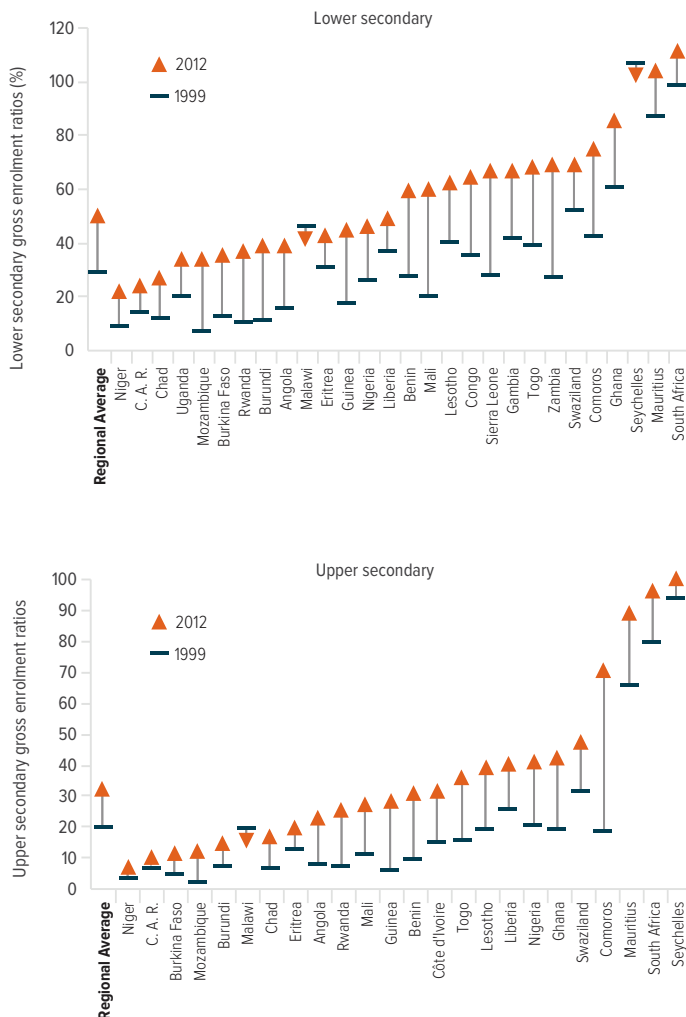 Lower secondary
Lower secondary gross enrolment ratios (%)
120
100
80
60
40
20
0
2012
1999
Regional Average
Niger
C. A. R.
Chad
Uganda
Mozambique
Burkina Faso
Rwanda
Burundi
Angola
Malawi
Eritrea
Guinea
Nigeria
Liberia
Benin
Mali
Lesotho
Congo
Sierra Leone
Gambia
Togo
Zambia
Swaziland
Comoros
Ghana
Seychelles
Mauritius
South Africa
Upper secondary
Upper secondary gross enrolment ratios
100
90
80
70
60
50
40
30
20
10
0
2012
1999
Regional Average
Niger
C. A. R.
Burkina Faso
Mozambique
Burundi
Malawi
Chad
Eritrea
Angola
Rwanda
Mali
Guinea
Benin
Côte d'Ivoire
Togo
Lesotho
Liberia
Nigeria
Ghana
Swaziland
Comoros
Mauritius
South Africa
Seychelles